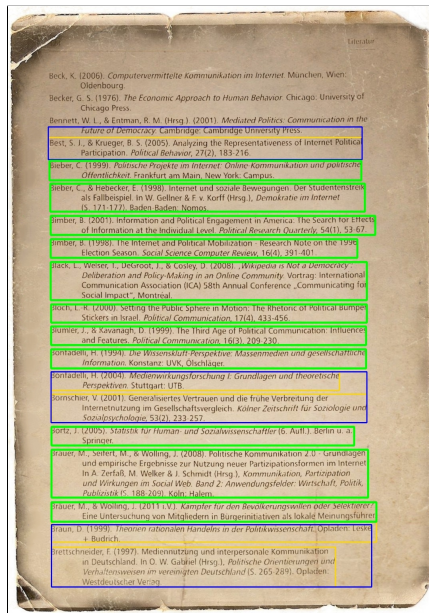 Literatur
Beck, K. (2006). Computervermittelte Kommunikation im Internet. München, Wien:
Oldenbourg.
Becker, G. S. (1976). The Economic Approach to Human Behavior. Chicago: University of
Chicago Press.
Bennett, W. L., & Entman, R. M. (Hrsg.). (2001). Mediated Politics: Communication in the
Future of Democracy. Cambridge: Cambridge University Press.
Best, S. J., & Krueger, B. S. (2005). Analyzing the Representativeness of Internet Political
Participation. Political Behavior, 27(2), 183-216.
Bieber, C. (1999). Politische Projekte im Internet: Online-Kommunikation und politische
Öffentlichkeit. Frankfurt am Main, New York: Campus.
Bieber, C., & Hebecker, E. (1998). Internet und soziale Bewegungen. Der Studentenstreik
als Fallbeispiel. In W. Gellner & F. v. Korff (Hrsg.), Demokratie im Internet
(S. 171-177). Baden-Baden: Nomos.
Bimber, B. (2001). Information and Political Engagement in America: The Search for Effects
of Information at the Individual Level. Political Research Quarterly, 54(1), 53-67.
Bimber, B. (1998). The Internet and Political Mobilization - Research Note on the 1996
Election Season. Social Science Computer Review, 16(4), 391-401.
Black, L., Welser, T., DeGroot, J., & Cosley, D. (2008). „Wikipedia is Not a Democracy":
Deliberation and Policy-Making in an Online Community. Vortrag: International
Communication Association (ICA) 58th Annual Conference „Communicating for
Social Impact", Montréal.
Bloch, L. R. (2000). Setting the Public Sphere in Motion: The Rhetoric of Political Bumper
Stickers in Israel. Political Communication, 17(4), 433-456.
Blumler, J., & Kavanagh, D. (1999). The Third Age of Political Communication: Influences
and Features. Political Communication, 16(3), 209-230.
Bonfadelli, H. (1994). Die Wissenskluft-Perspektive: Massenmedien und gesellschaftliche
Information. Konstanz: UVK, Ölschläger.
Bonfadelli, H. (2004). Medienwirkungsforschung I: Grundlagen und theoretische
Perspektiven. Stuttgart: UTB.
Bornschier, V. (2001). Generalisiertes Vertrauen und die frühe Verbreitung der
Internetnutzung im Gesellschaftsvergleich. Kölner Zeitschrift für Soziologie und
Sozialpsychologie, 53(2), 233-257.
Bortz, J. (2005). Statistik für Human- und Sozialwissenschaftler (6. Aufl.). Berlin u. a.:
Springer.
Brauer, M., Seifert, M., & Wolling, J. (2008). Politische Kommunikation 2.0 - Grundlagen
und empirische Ergebnisse zur Nutzung neuer Partizipationsformen im Internet.
In A. Zerfaß, M. Welker & J. Schmidt (Hrsg.), Kommunikation, Partizipation
und Wirkungen im Social Web. Band 2: Anwendungsfelder: Wirtschaft, Politik,
Publizistik (S. 188-209). Köln: Halem.
Brauer, M., & Wolling, J. (2011 i.V.). Kämpfer für den Bevölkerungswillen oder Selektierer?
Eine Untersuchung von Mitgliedern in Bürgerinitiativen als lokale Meinungsführer.
Braun, D. (1999). Theorien rationalen Handelns in der Politikwissenschaft. Opladen: Leske
+ Budrich.
Brettschneider, F. (1997). Mediennutzung und interpersonale Kommunikation
in Deutschland. In O. W. Gabriel (Hrsg.), Politische Orientierungen und
Verhaltensweisen im vereinigten Deutschland (S. 265-289). Opladen:
Westdeutscher Verlag.